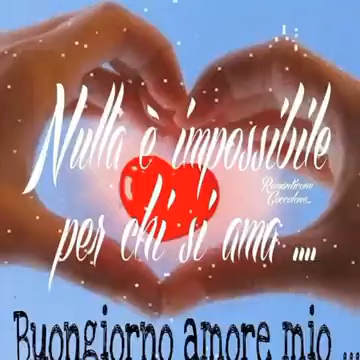 Nulla è impossibile
per chi si ama ....
Buongiorno amore mio ...